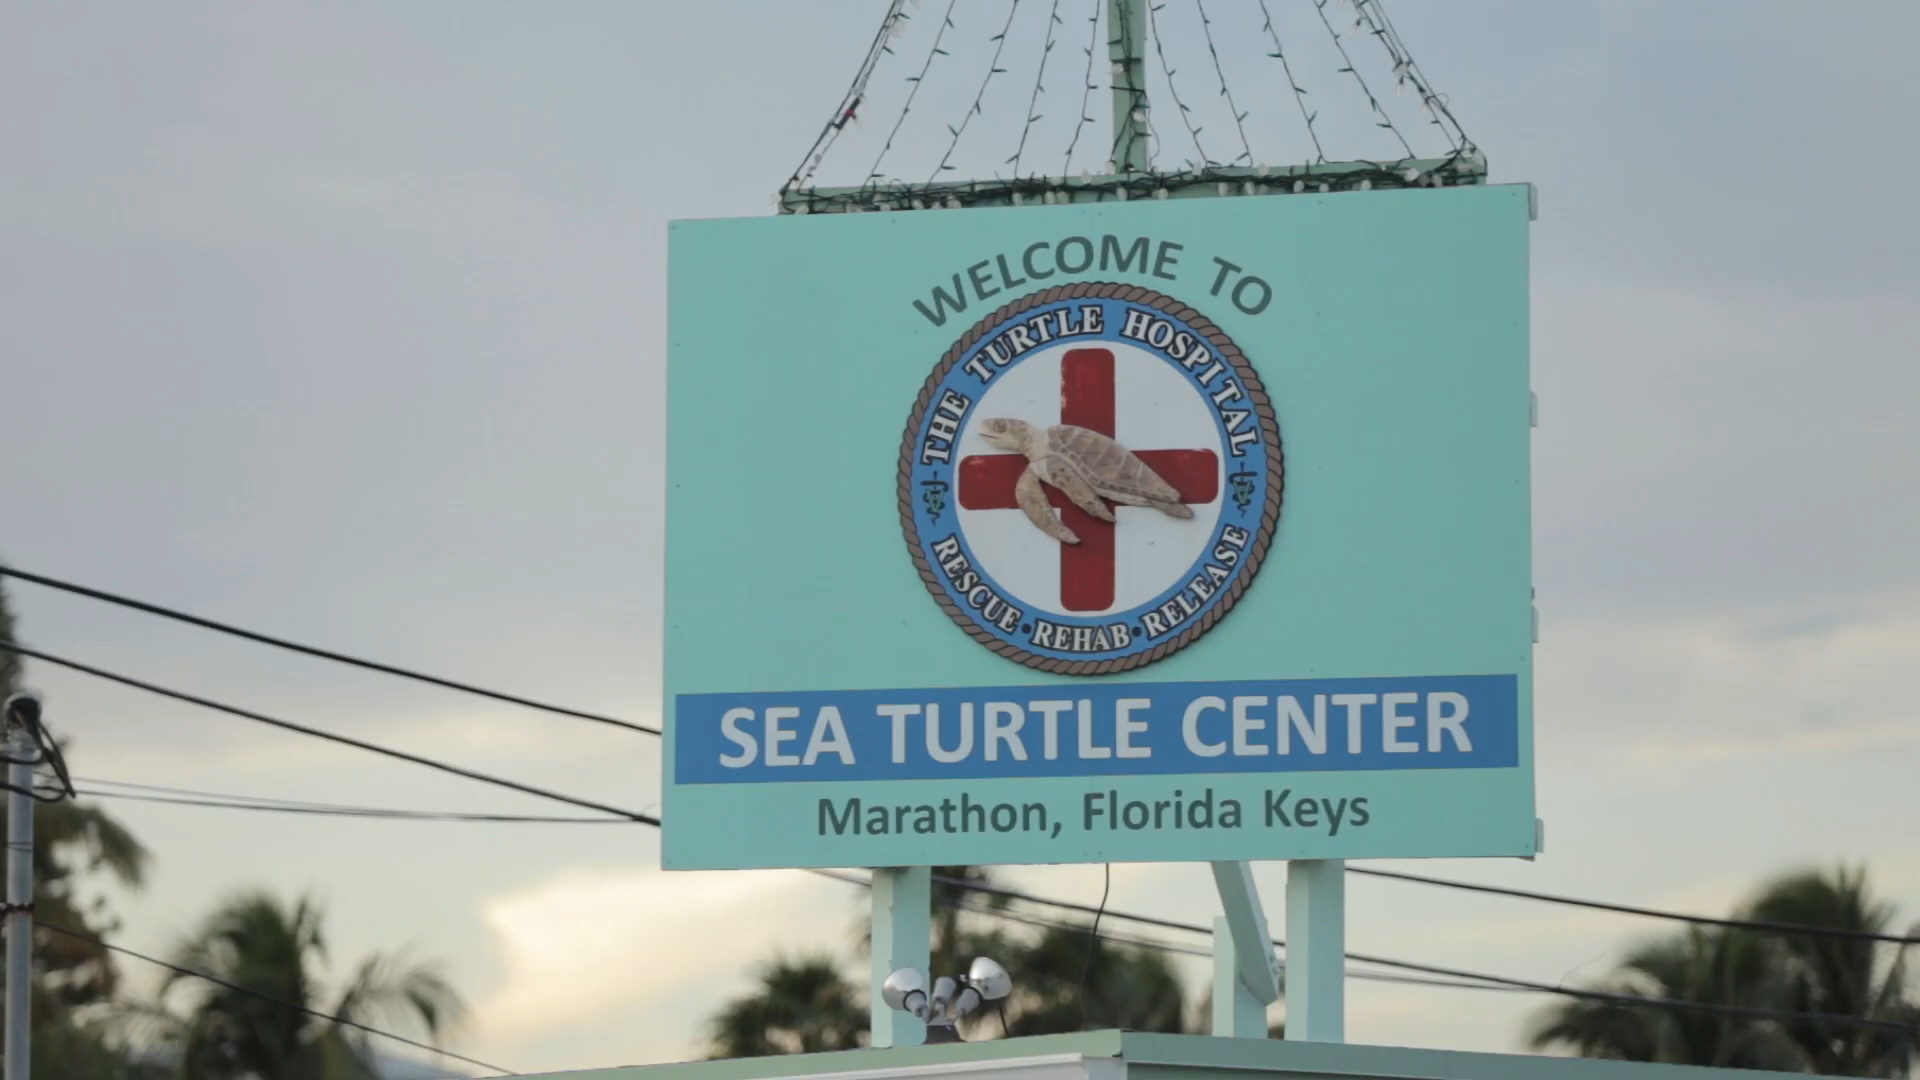 WELCOME TO
THE TURTLE HOSPITAL
RESCUE • REHAB • RELEASE
SEA TURTLE CENTER
Marathon, Florida Keys